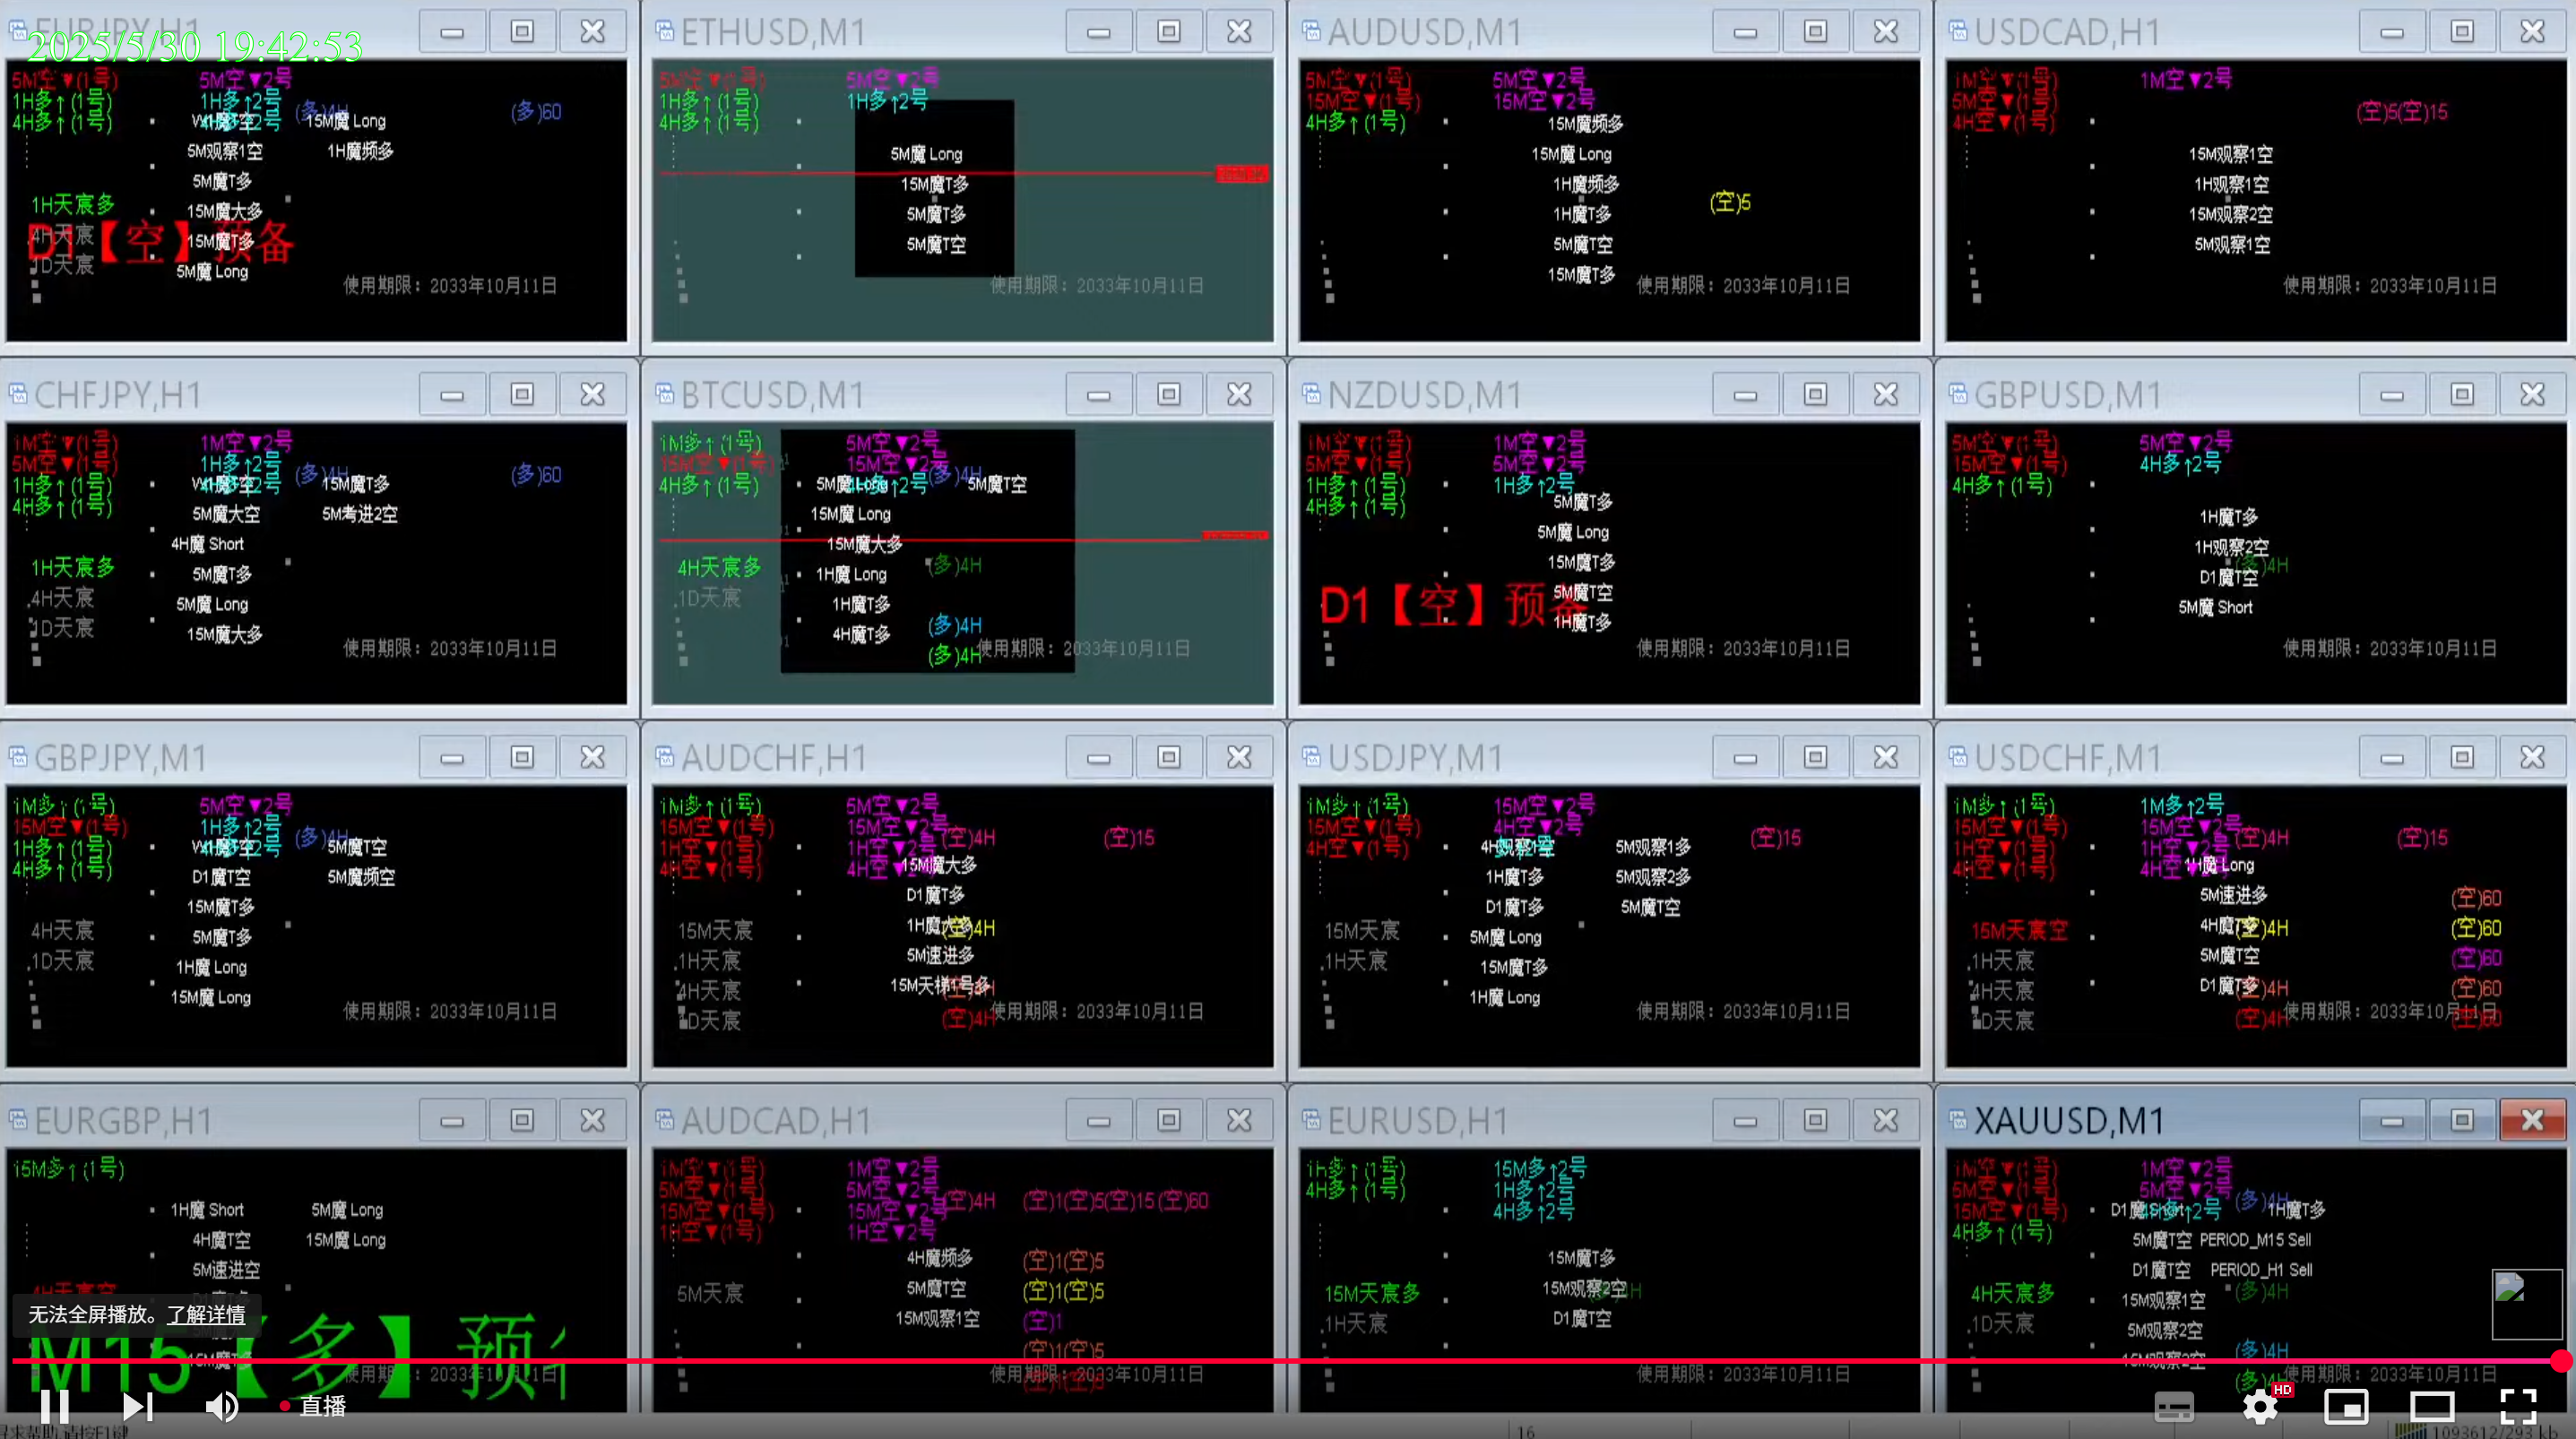 EURJPY,H1
2025/5/30 19:42:53
5M空▼(1号) 5M空▼2号
1H多↑(1号) 1H多↑2号
4H多↑(1号) (多)4H 15M魔 Long (多)60
5M观察1空 1H魔频多
5M魔T多
1H天宸多 15M魔大多
4H天宸 15M魔T多
D1【空】预备
1D天宸 5M魔 Long
使用期限：2033年10月11日
ETHUSD,M1
5M空▼(1号) 5M空▼2号
1H多↑(1号) 1H多↑2号
4H多↑(1号)
5M魔 Long
15M魔T多
5M魔T多
5M魔T空
使用期限：2033年10月11日
AUDUSD,M1
5M空▼(1号) 5M空▼2号
15M空▼(1号) 15M空▼2号
4H多↑(1号) 15M魔频多
15M魔 Long
1H魔频多
(空)5
1H魔T多
5M魔T空
15M魔T多
使用期限：2033年10月11日
USDCAD,H1
1M空▼(1号) 1M空▼2号
5M空▼(1号) (空)5(空)15
4H空▼(1号)
15M观察1空
1H观察1空
15M观察2空
5M观察1空
使用期限：2033年10月11日
CHFJPY,H1
1M空▼(1号) 1M空▼2号
5M空▼(1号) 1H多↑2号
1H多↑(1号) (多)4H 15M魔T多 (多)60
4H多↑(1号) 5M魔大空 5M考进2空
4H魔 Short
1H天宸多 5M魔T多
4H天宸 5M魔 Long
1D天宸 15M魔大多
使用期限：2033年10月11日
BTCUSD,M1
1M多↑(1号) 5M空▼2号
15M空▼(1号) 15M空▼2号
4H多↑(1号) 5M魔 Long (多)4H 5M魔T空
15M魔 Long
15M魔大多
4H天宸多 1H魔 Long (多)4H
1D天宸 1H魔T多
4H魔T多 (多)4H
(多)4H
使用期限：2033年10月11日
NZDUSD,M1
1M空▼(1号) 1M空▼2号
5M空▼(1号) 5M空▼2号
1H多↑(1号) 1H多↑2号
4H多↑(1号) 5M魔T多
5M魔 Long
15M魔T多
5M魔T空
D1【空】预备
1H魔T多
使用期限：2033年10月11日
GBPUSD,M1
5M空▼(1号) 5M空▼2号
15M空▼(1号) 4H多↑2号
4H多↑(1号)
1H魔T多
1H观察2空
(多)4H
D1魔T空
5M魔 Short
使用期限：2033年10月11日
GBPJPY,M1
1M多↑(1号) 5M空▼2号
15M空▼(1号) 1H多↑2号
1H多↑(1号) (多)4H 5M魔T空
4H多↑(1号) D1魔T空 5M魔频空
15M魔T多
4H天宸 5M魔T多
1D天宸 1H魔 Long
15M魔 Long
使用期限：2033年10月11日
AUDCHF,H1
1M多↑(1号) 5M空▼2号
15M空▼(1号) 15M空▼2号 (空)4H (空)15
1H空▼(1号) 1H空▼2号
4H空▼(1号) 4H空▼2号 15M魔大多
D1魔T多
15M天宸 (空)4H
1H天宸 5M速进多
4H天宸 15M天梯1号多 (空)4H
1D天宸 (空)4H
使用期限：2033年10月11日
USDJPY,M1
1M多↑(1号) 15M空▼2号
15M空▼(1号) 4H空▼2号 (空)15
4H空▼(1号) 4H观察1空 5M观察1多
1H魔T多 5M观察2多
D1魔T多 5M魔T空
15M天宸 5M魔 Long
1H天宸 15M魔T多
1H魔 Long
使用期限：2033年10月11日
USDCHF,M1
1M多↑(1号) 1M多↑2号
15M空▼(1号) 15M空▼2号 (空)4H (空)15
1H空▼(1号) 1H空▼2号
4H空▼(1号) 4H空▼2号 1H魔 Long
5M速进多 (空)60
15M天宸空 4H魔T多 (空)4H (空)60
1H天宸 5M魔T空 (空)60
4H天宸 D1魔T多 (空)4H (空)60
1D天宸 (空)4H (空)60
使用期限：2033年10月11日
EURGBP,H1
15M多↑(1号)
1H魔 Short 5M魔 Long
4H魔T空 15M魔 Long
5M速进空
4H天宸空
无法全屏播放。了解详情
M15【多】预
15M魔T多
使用期限：2033年10月11日
AUDCAD,H1
1M空▼(1号) 1M空▼2号
5M空▼(1号) 5M空▼2号 (空)4H (空)1(空)5(空)15(空)60
15M空▼(1号) 15M空▼2号
1H空▼(1号) 1H空▼2号
4H魔频多 (空)1(空)5
5M天宸 5M魔T空 (空)1(空)5
15M观察1空 (空)1
(空)1(空)5
使用期限：2033年10月11日
EURUSD,H1
1H多↑(1号) 15M多↑2号
4H多↑(1号) 1H多↑2号
4H多↑2号
15M魔T多
15M天宸多 15M观察2空
1H天宸 D1魔T空
使用期限：2033年10月11日
XAUUSD,M1
1M空▼(1号) 1M空▼2号
5M空▼(1号) 5M空▼2号 (多)4H
15M空▼(1号) D1魔 Short 4H多↑2号 1H魔T多
4H多↑(1号) 5M魔T空 PERIOD_M15 Sell
D1魔T空 PERIOD_H1 Sell
4H天宸多 15M观察1空 (多)4H
1D天宸 5M观察2空
15M观察2空 (多)4H
使用期限：2033年10月11日
直播
HD
16
1093612/293 kb